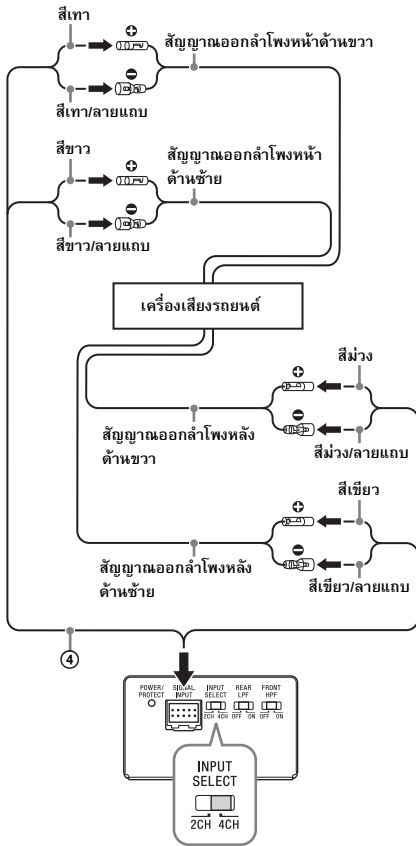 สีเทา
สัญญาณออกลำโพงหน้าด้านขวา
สีเทา/ลายแถบ
สีขาว
สัญญาณออกลำโพงหน้า
ด้านซ้าย
สีขาว/ลายแถบ
เครื่องเสียงรถยนต์
สีม่วง
สัญญาณออกลำโพงหลัง
ด้านขวา
สีม่วง/ลายแถบ
สีเขียว
สัญญาณออกลำโพงหลัง
ด้านซ้าย
สีเขียว/ลายแถบ
④
POWER/
PROTECT
SIGNAL
INPUT
INPUT
SELECT
2CH 4CH
REAR
LPF
OFF ON
FRONT
HPF
OFF ON
INPUT
SELECT
2CH 4CH